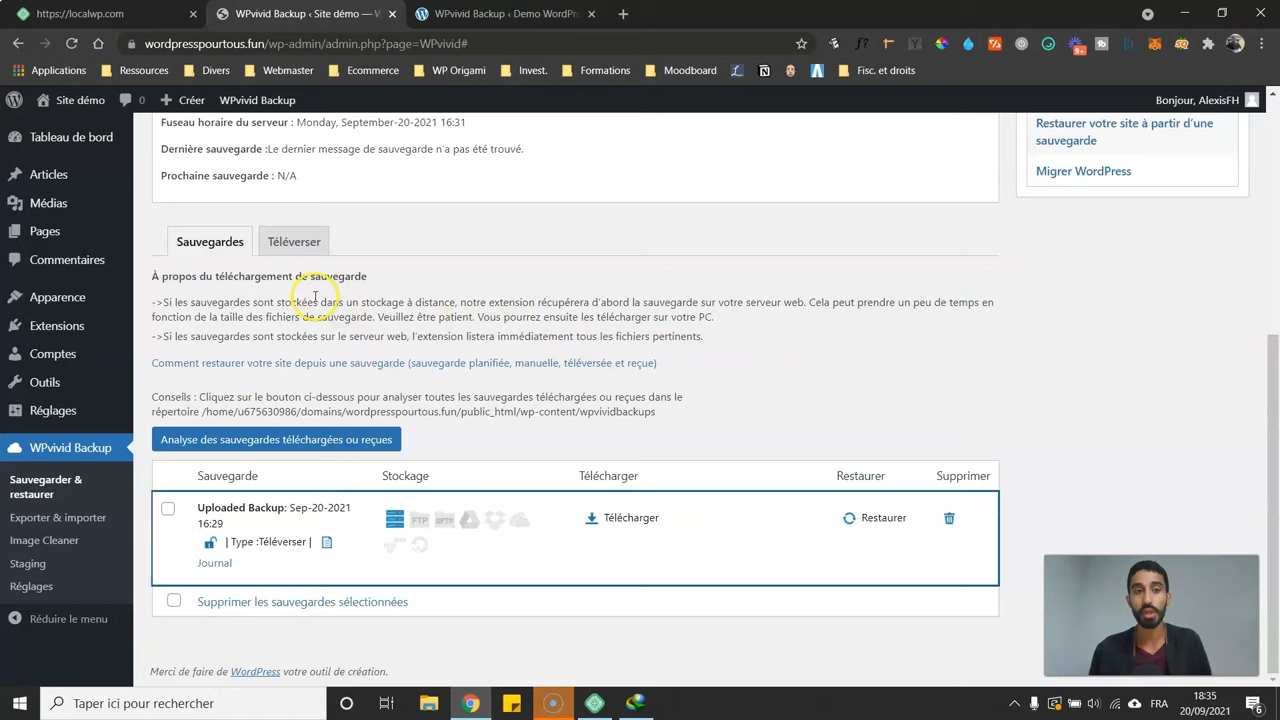 https://localwp.com
WPvivid Backup ‹ Site démo —
WPvivid Backup ‹ Demo WordPr
wordpresspourtous.fun/wp-admin/admin.php?page=WPvivid#
Applications
Ressources
Divers
Webmaster
Ecommerce
WP Origami
Invest.
Formations
Moodboard
Fisc. et droits
Site démo
0
Créer
WPvivid Backup
Bonjour, AlexisFH
Tableau de bord
Articles
Médias
Pages
Commentaires
Apparence
Extensions
Comptes
Outils
Réglages
WPvivid Backup
Sauvegarder &
restaurer
Exporter & importer
Image Cleaner
Staging
Réglages
Réduire le menu
Fuseau horaire du serveur : Monday, September-20-2021 16:31
Dernière sauvegarde :Le dernier message de sauvegarde n'a pas été trouvé.
Prochaine sauvegarde : N/A
Restaurer votre site à partir d'une
sauvegarde
Migrer WordPress
Sauvegardes
Téléverser
À propos du téléchargement de sauvegarde
->Si les sauvegardes sont stockées dans un stockage à distance, notre extension récupérera d'abord la sauvegarde sur votre serveur web. Cela peut prendre un peu de temps en
fonction de la taille des fichiers de sauvegarde. Veuillez être patient. Vous pourrez ensuite les télécharger sur votre PC.
->Si les sauvegardes sont stockées sur le serveur web, l'extension listera immédiatement tous les fichiers pertinents.
Comment restaurer votre site depuis une sauvegarde (sauvegarde planifiée, manuelle, téléversée et reçue)
Conseils : Cliquez sur le bouton ci-dessous pour analyser toutes les sauvegardes téléchargées ou reçues dans le
répertoire /home/u675630986/domains/wordpresspourtous.fun/public_html/wp-content/wpvividbackups
Analyse des sauvegardes téléchargées ou reçues
Sauvegarde Stockage Télécharger Restaurer Supprimer
Uploaded Backup: Sep-20-2021
16:29
FTP
SFTP
Télécharger
Restaurer
| Type :Téléverser |
Journal
Supprimer les sauvegardes sélectionnées
Merci de faire de WordPress votre outil de création.
Taper ici pour rechercher
FRA
18:35
20/09/2021
6